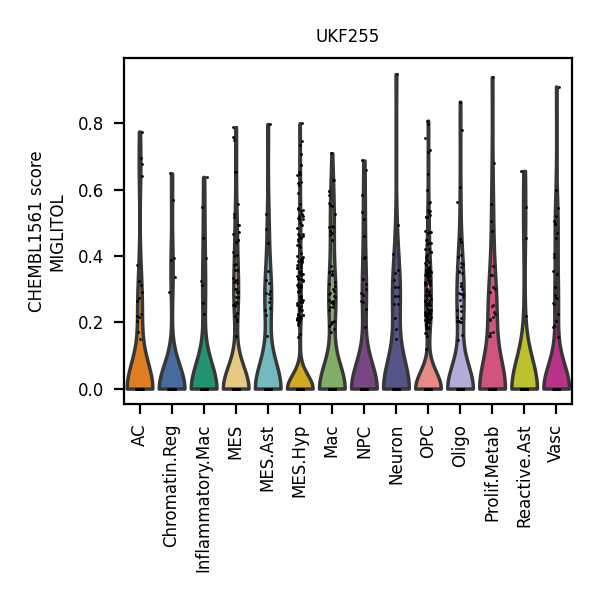 UKF255
CHEMBL1561 score
MIGLITOL
0.8
0.6
0.4
0.2
0.0
AC
Chromatin.Reg
Inflammatory.Mac
MES
MES.Ast
MES.Hyp
Mac
NPC
Neuron
OPC
Oligo
Prolif.Metab
Reactive.Ast
Vasc